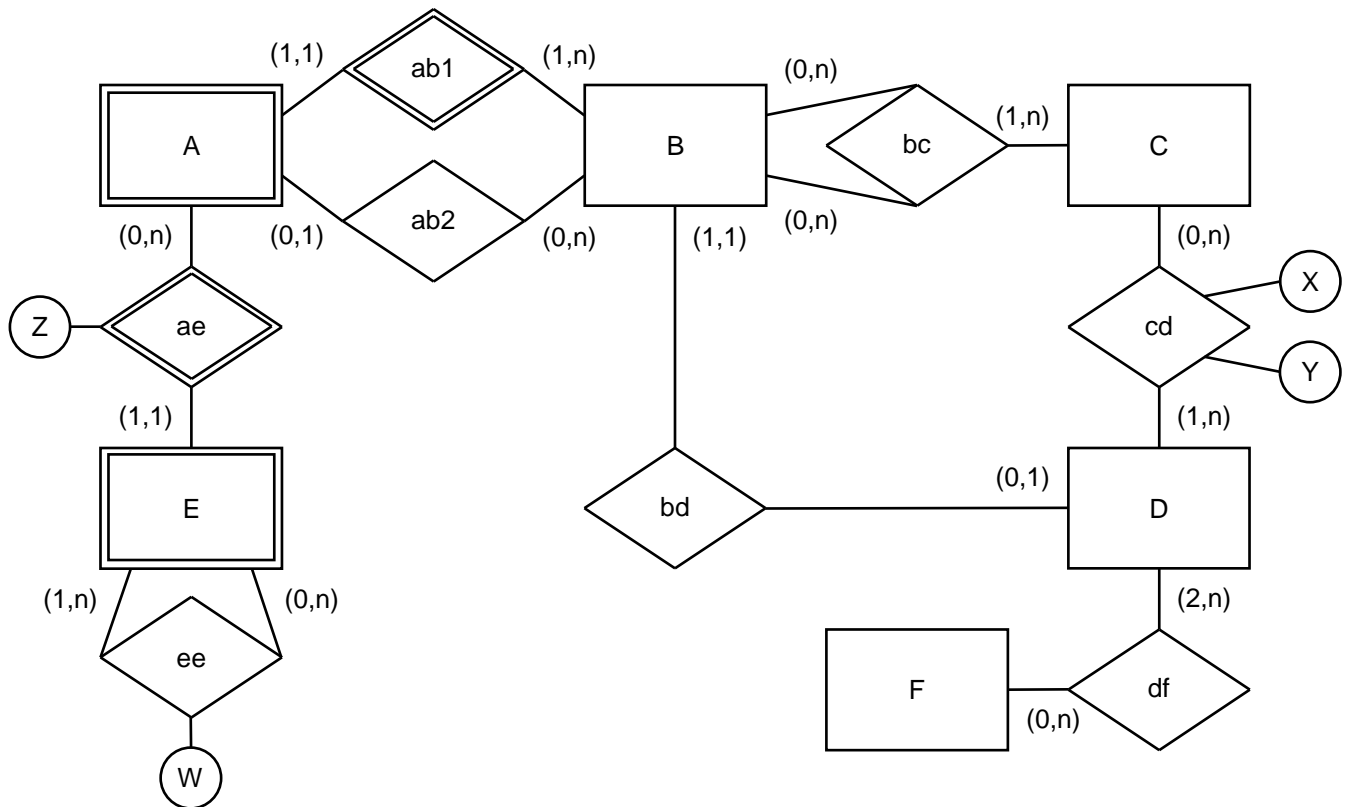 (1,1)
ab1
(1,n)
(0,n)
A
B
bc
(1,n)
C
(0,n)
(0,1)
ab2
(0,n)
(0,n)
(1,1)
(0,n)
X
Z
ae
cd
Y
(1,1)
(1,n)
E
bd
(0,1)
D
(1,n)
(0,n)
(2,n)
ee
F
(0,n)
df
W